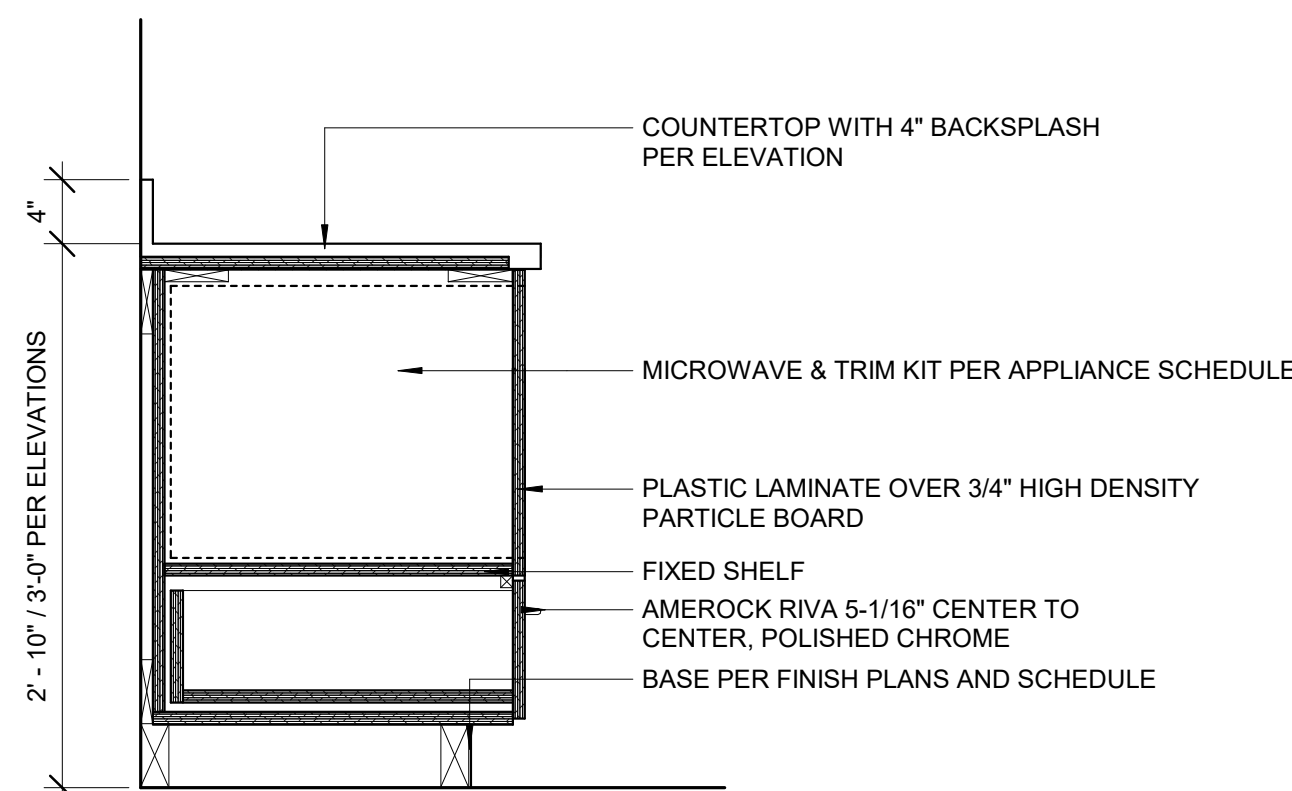 COUNTERTOP WITH 4" BACKSPLASH
PER ELEVATION
4"
MICROWAVE & TRIM KIT PER APPLIANCE SCHEDULE
2' - 10" / 3'-0" PER ELEVATIONS
PLASTIC LAMINATE OVER 3/4" HIGH DENSITY
PARTICLE BOARD
FIXED SHELF
AMEROCK RIVA 5-1/16" CENTER TO
CENTER, POLISHED CHROME
BASE PER FINISH PLANS AND SCHEDULE